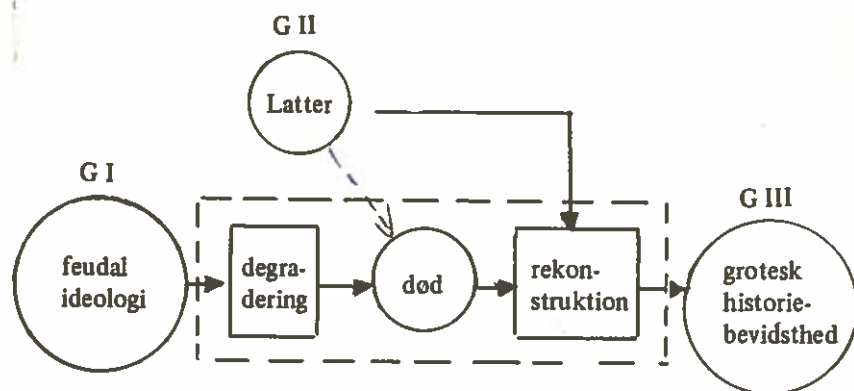 G II
Latter
G I
feudal
ideologi
degra-
dering
død
rekon-
struktion
G III
grotesk
historie-
bevidsthed